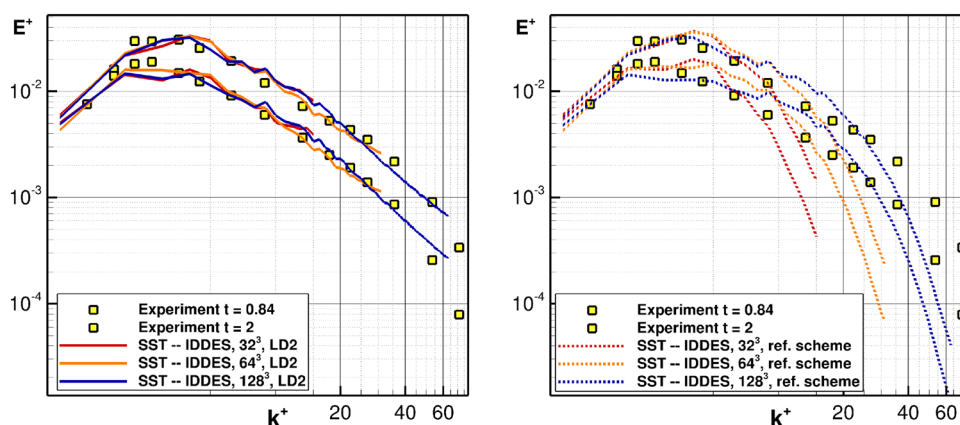 E⁺
10⁻²
10⁻³
10⁻⁴
Experiment t = 0.84
Experiment t = 2
SST -- IDDES, 32³, LD2
SST -- IDDES, 64³, LD2
SST -- IDDES, 128³, LD2
k⁺ 20 40 60
E⁺
10⁻²
10⁻³
10⁻⁴
Experiment t = 0.84
Experiment t = 2
SST -- IDDES, 32³, ref. scheme
SST -- IDDES, 64³, ref. scheme
SST -- IDDES, 128³, ref. scheme
k⁺ 20 40 60